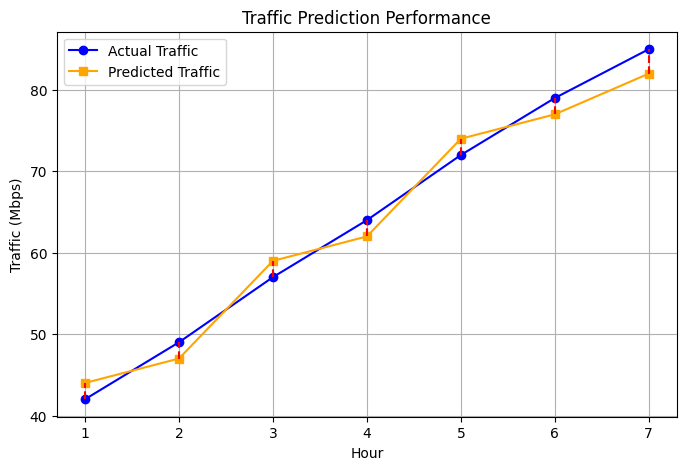 Traffic Prediction Performance
Actual Traffic
Predicted Traffic
Traffic (Mbps)
80
70
60
50
40
1 2 3 4 5 6 7
Hour